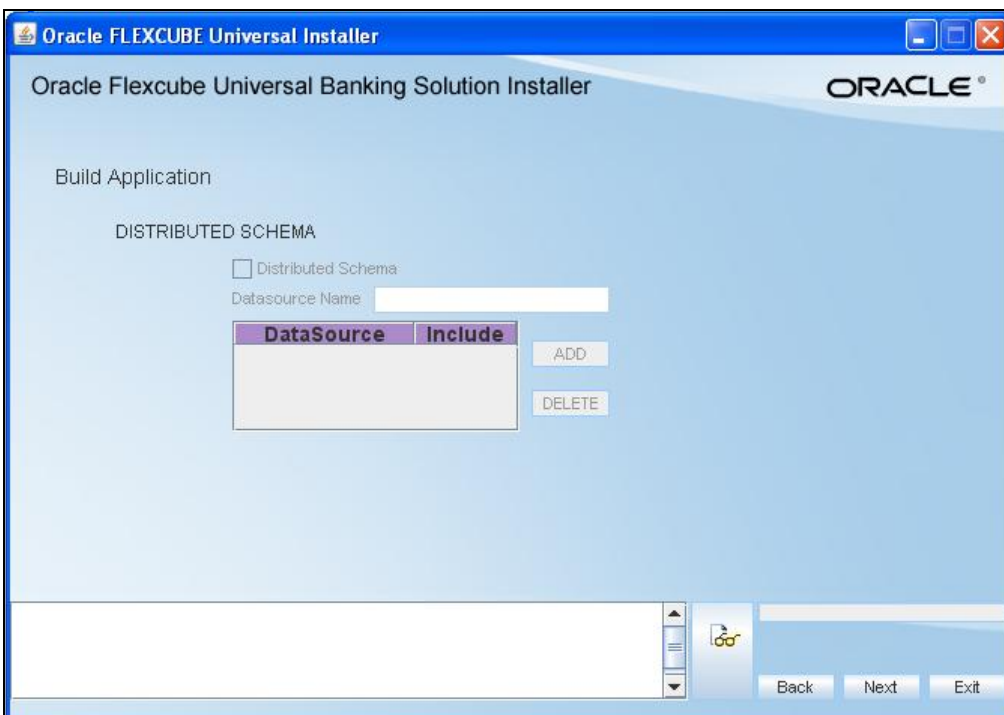 Oracle FLEXCUBE Universal Installer
Oracle Flexcube Universal Banking Solution Installer
ORACLE®
Build Application
DISTRIBUTED SCHEMA
Distributed Schema
Datasource Name
DataSource Include
ADD
DELETE
Back Next Exit